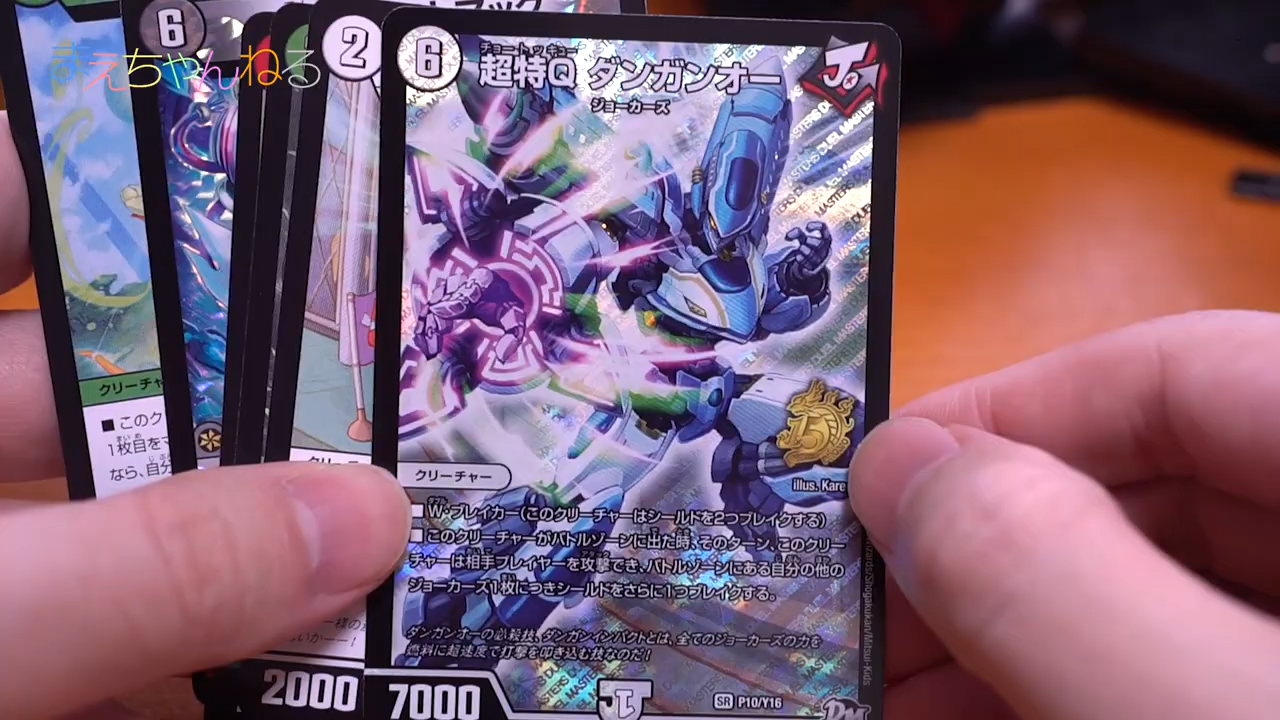 言えちゃんねる
6
2
6
チョートッキュー
超特Q ダンガンオー
ジョーカーズ
クリーチャー
■W・ブレイカー(このクリーチャーはシールドを2つブレイクする)
■このクリーチャーがバトルゾーンに出た時、そのターン、このクリー
チャーは相手プレイヤーを攻撃でき、バトルゾーンにある自分の他の
ジョーカーズ1枚につきシールドをさらに1つブレイクする。
ダンガンオーの必殺技、ダンガンインパクトとは、全てのジョーカーズの力を
燃料に超速度で打撃を叩き込む技なのだ!
7000
SR P10/Y16
illus. Kare
15
クリーチャ
■このク
1枚目をマ
なら、自分
2000